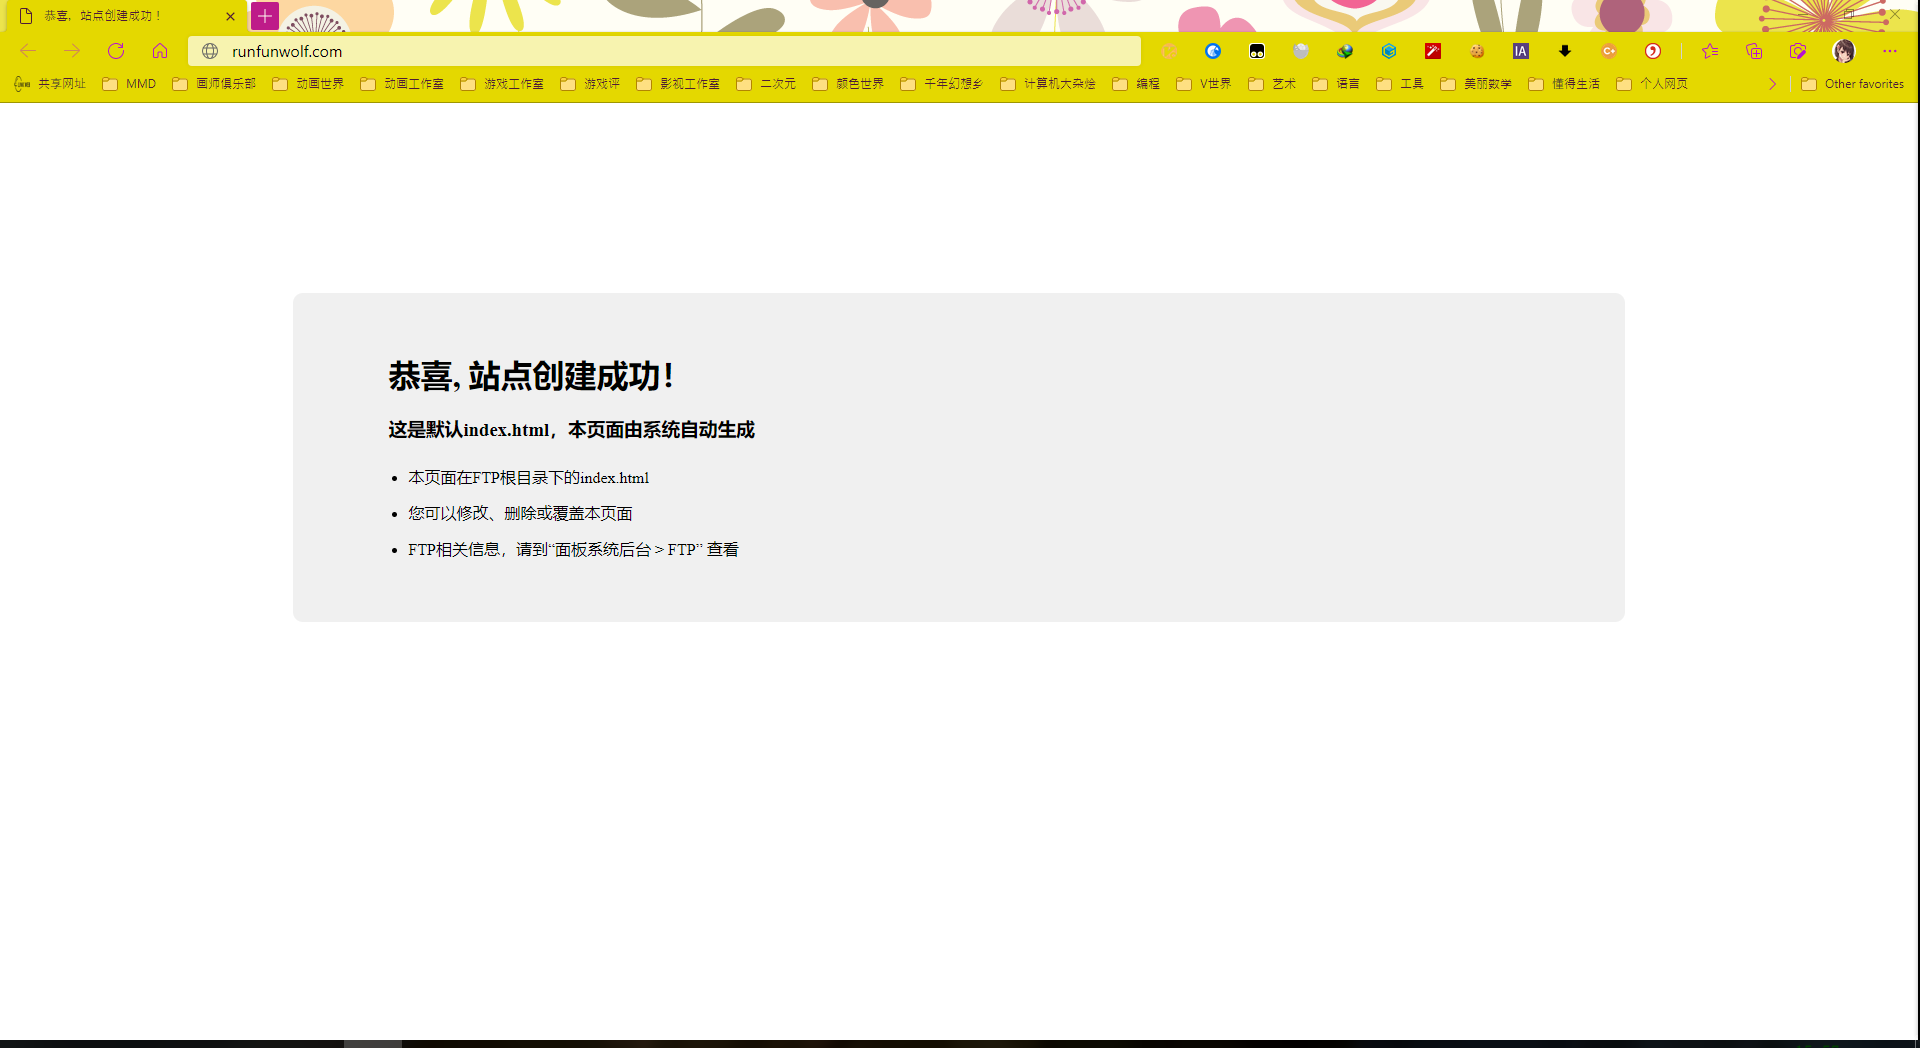 恭喜，站点创建成功！
runfunwolf.com
IA
C+
共享网址 MMD 画师俱乐部 动画世界 动画工作室 游戏工作室 游戏评 影视工作室 二次元 颜色世界 千年幻想乡 计算机大杂烩 编程 V世界 艺术 语言 工具 美丽数学 懂得生活 个人网页 Other favorites
恭喜, 站点创建成功！
这是默认index.html，本页面由系统自动生成
本页面在FTP根目录下的index.html
您可以修改、删除或覆盖本页面
FTP相关信息，请到“面板系统后台 > FTP” 查看